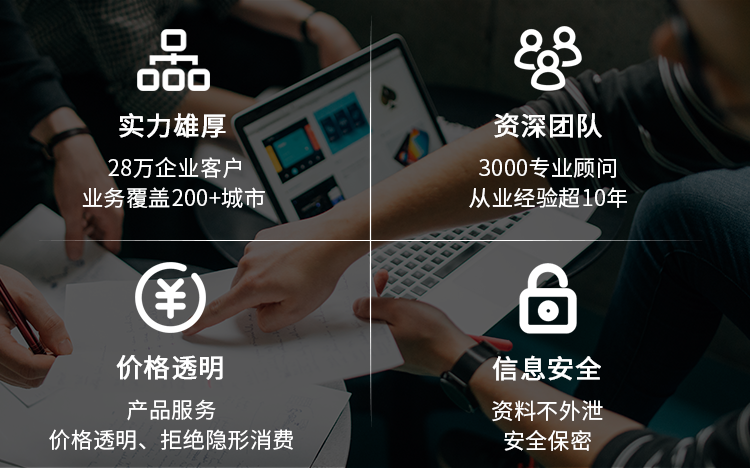 实力雄厚
28万企业客户
业务覆盖200+城市
资深团队
3000专业顾问
从业经验超10年
价格透明
产品服务
价格透明、拒绝隐形消费
信息安全
资料不外泄
安全保密